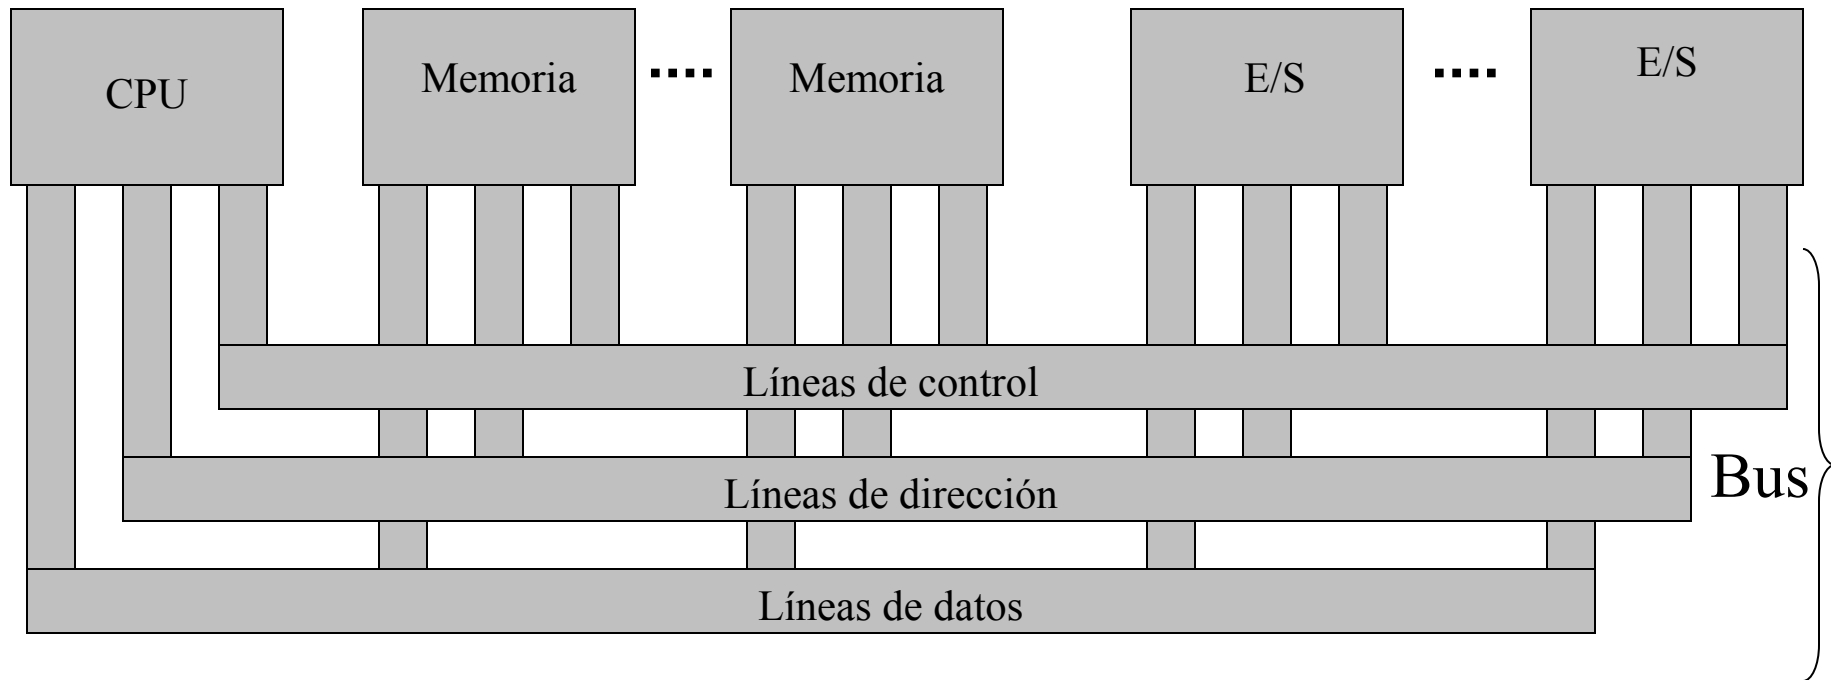 CPU
Memoria
....
Memoria
E/S
....
E/S
Líneas de control
Líneas de dirección
Bus
Líneas de datos